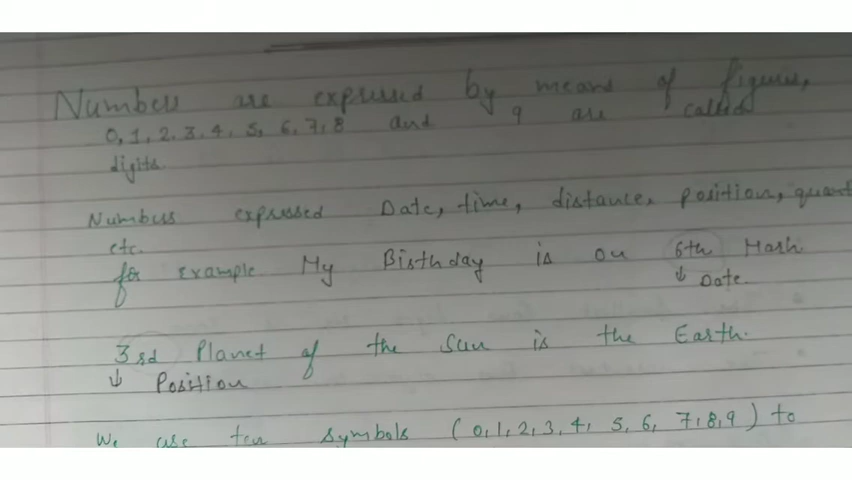 Numbers are expressed by means of figures,
0, 1, 2, 3, 4, 5, 6, 7, 8 and 9 are called
digits
Numbers expressed Date, time, distance, position, quant
etc.
for example My Birthday is on 6th Marh
↓ Date.
3rd Planet of the Sun is the Earth.
↓ Position
We use ten symbols (0,1,2,3,4, 5,6, 7,8,9) to